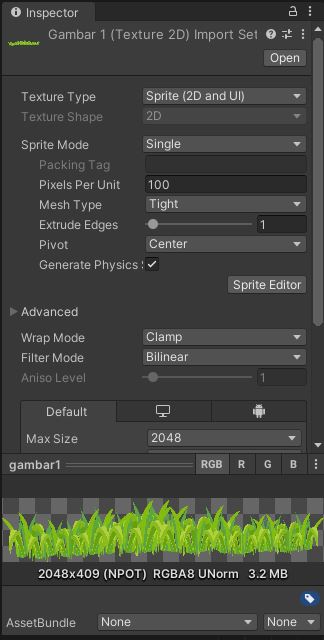 Inspector
Gambar 1 (Texture 2D) Import Set
Open
Texture Type Sprite (2D and UI)
Texture Shape 2D
Sprite Mode Single
Packing Tag
Pixels Per Unit 100
Mesh Type Tight
Extrude Edges 1
Pivot Center
Generate Physics S
Sprite Editor
Advanced
Wrap Mode Clamp
Filter Mode Bilinear
Aniso Level 1
Default
Max Size 2048
gambar1 RGB R G B
2048x409 (NPOT) RGBA8 UNorm 3.2 MB
AssetBundle None None